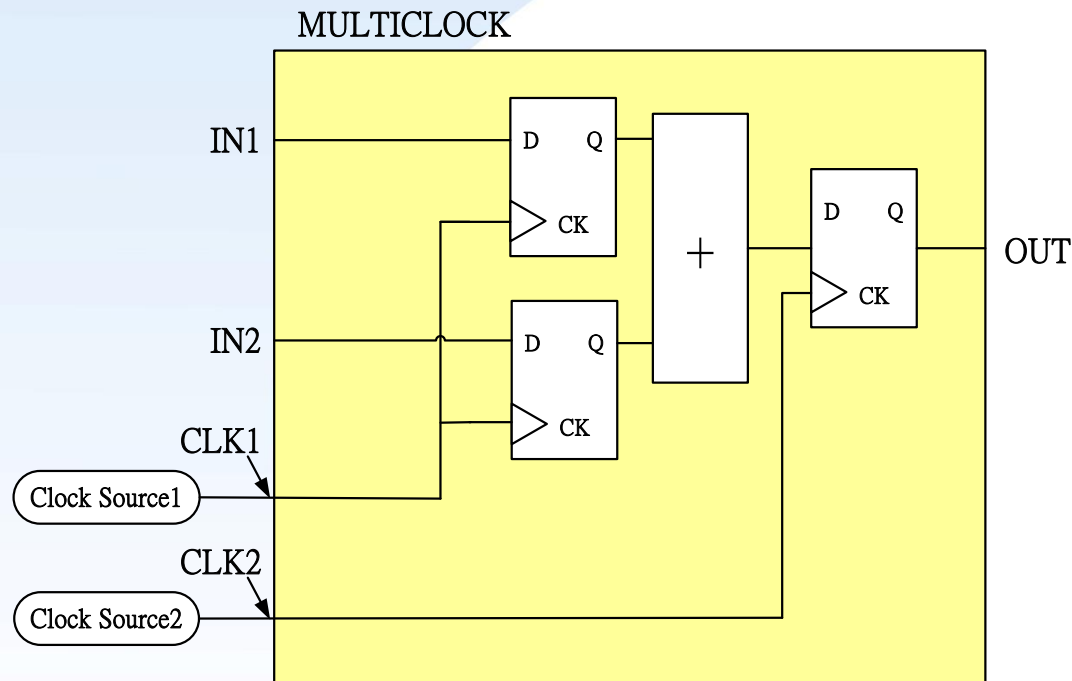 MULTICLOCK
IN1
D Q
CK
+
D Q
CK
OUT
IN2
D Q
CK
CLK1
Clock Source1
CLK2
Clock Source2